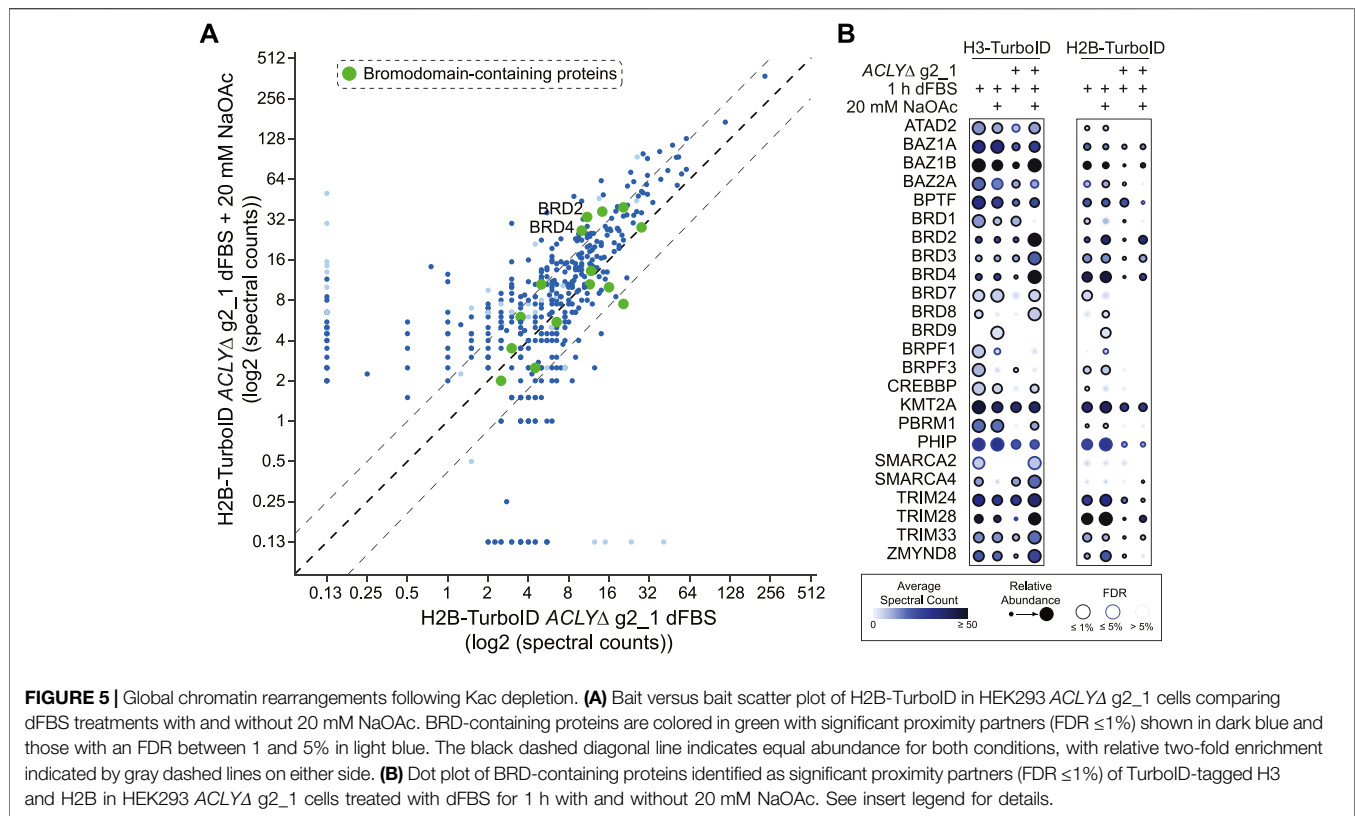 A
512
256
128
64
32
16
8
4
2
1
0.5
0.25
0.13
H2B-TurboID ACLYΔ g2_1 dFBS + 20 mM NaOAc
(log2 (spectral counts))
Bromodomain-containing proteins
BRD2
BRD4
0.13 0.25 0.5 1 2 4 8 16 32 64 128 256 512
H2B-TurboID ACLYΔ g2_1 dFBS
(log2 (spectral counts))
B
H3-TurboID H2B-TurboID
ACLYΔ g2_1 + + + +
1 h dFBS + + + + + + + +
20 mM NaOAc + + + +
ATAD2
BAZ1A
BAZ1B
BAZ2A
BPTF
BRD1
BRD2
BRD3
BRD4
BRD7
BRD8
BRD9
BRPF1
BRPF3
CREBBP
KMT2A
PBRM1
PHIP
SMARCA2
SMARCA4
TRIM24
TRIM28
TRIM33
ZMYND8
Average
Spectral Count
0 ≥ 50
Relative
Abundance
FDR
≤ 1% ≤ 5% > 5%
FIGURE 5 | Global chromatin rearrangements following Kac depletion. (A) Bait versus bait scatter plot of H2B-TurboID in HEK293 ACLYΔ g2_1 cells comparing
dFBS treatments with and without 20 mM NaOAc. BRD-containing proteins are colored in green with significant proximity partners (FDR ≤1%) shown in dark blue and
those with an FDR between 1 and 5% in light blue. The black dashed diagonal line indicates equal abundance for both conditions, with relative two-fold enrichment
indicated by gray dashed lines on either side. (B) Dot plot of BRD-containing proteins identified as significant proximity partners (FDR ≤1%) of TurboID-tagged H3
and H2B in HEK293 ACLYΔ g2_1 cells treated with dFBS for 1 h with and without 20 mM NaOAc. See insert legend for details.